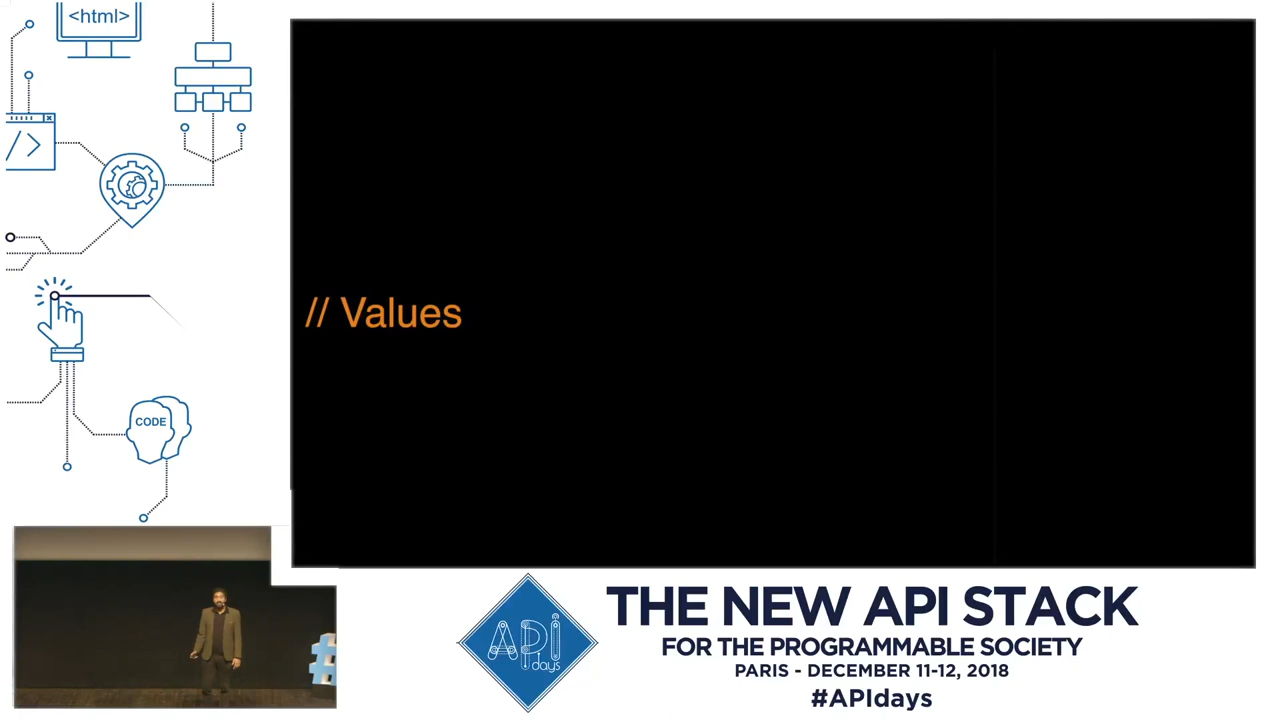 <html>
/>
CODE
// Values
#
API
days
THE NEW API STACK
FOR THE PROGRAMMABLE SOCIETY
PARIS - DECEMBER 11-12, 2018
#APIdays